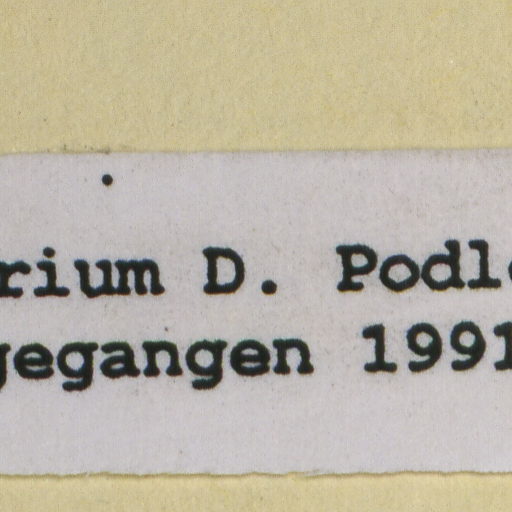 rium D. Podl
gegangen 1991